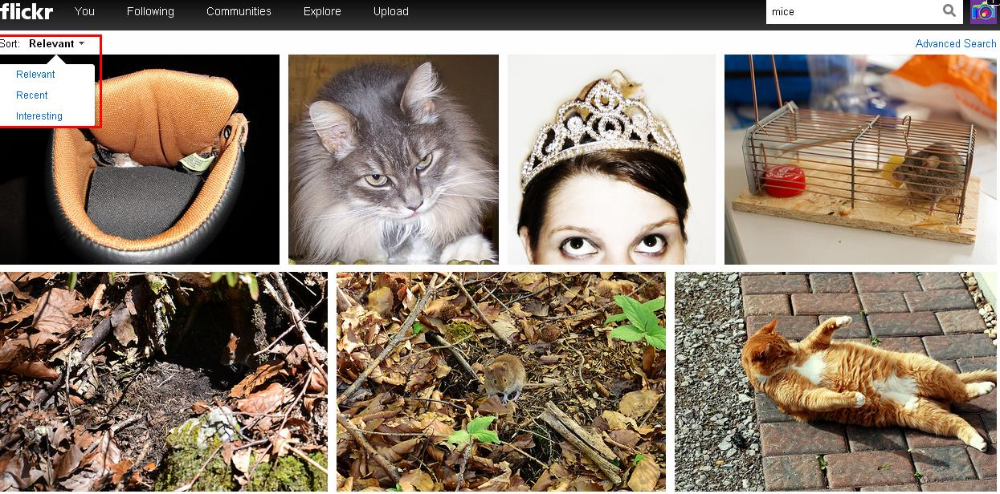 flickr You Following Communities Explore Upload mice
Sort: Relevant Advanced Search
Relevant
Recent
Interesting